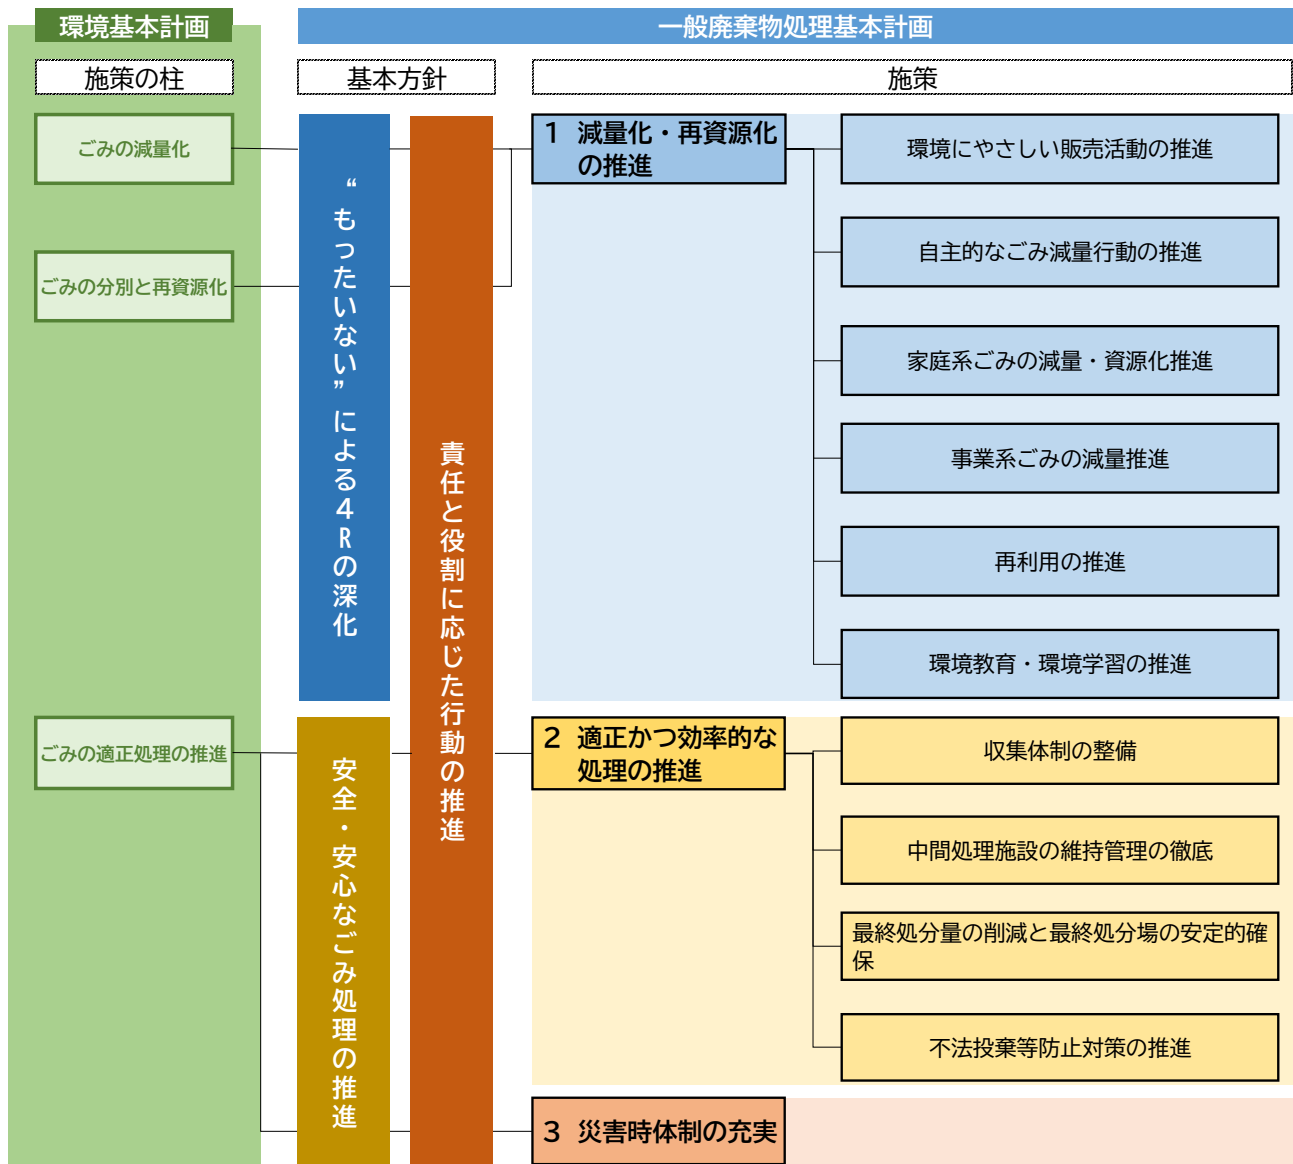 環境基本計画
一般廃棄物処理基本計画
施策の柱
基本方針
施策
ごみの減量化
ごみの分別と再資源化
ごみの適正処理の推進
“もったいない”による4Rの深化
安全・安心なごみ処理の推進
責任と役割に応じた行動の推進
1 減量化・再資源化
の推進
環境にやさしい販売活動の推進
自主的なごみ減量行動の推進
家庭系ごみの減量・資源化推進
事業系ごみの減量推進
再利用の推進
環境教育・環境学習の推進
2 適正かつ効率的な
処理の推進
収集体制の整備
中間処理施設の維持管理の徹底
最終処分量の削減と最終処分場の安定的確
保
不法投棄等防止対策の推進
3 災害時体制の充実